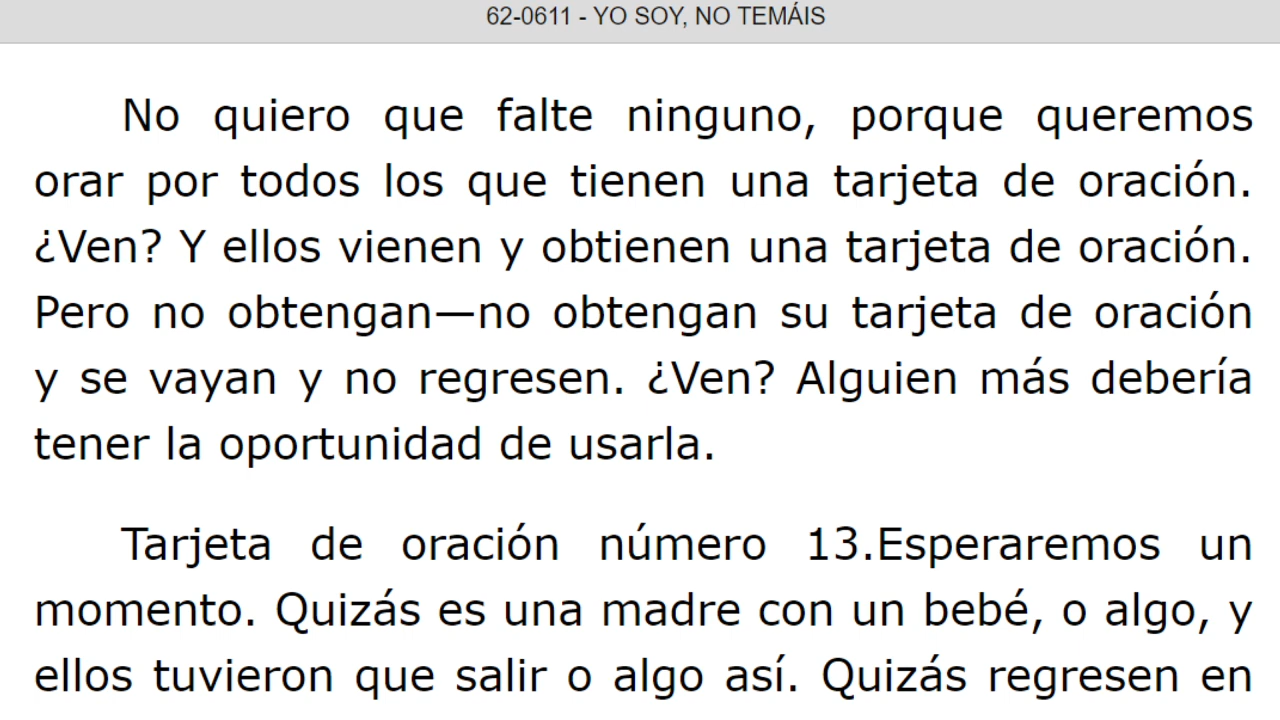 62-0611 - YO SOY, NO TEMÁIS
No quiero que falte ninguno, porque queremos
orar por todos los que tienen una tarjeta de oración.
¿Ven? Y ellos vienen y obtienen una tarjeta de oración.
Pero no obtengan—no obtengan su tarjeta de oración
y se vayan y no regresen. ¿Ven? Alguien más debería
tener la oportunidad de usarla.
Tarjeta de oración número 13.Esperaremos un
momento. Quizás es una madre con un bebé, o algo, y
ellos tuvieron que salir o algo así. Quizás regresen en